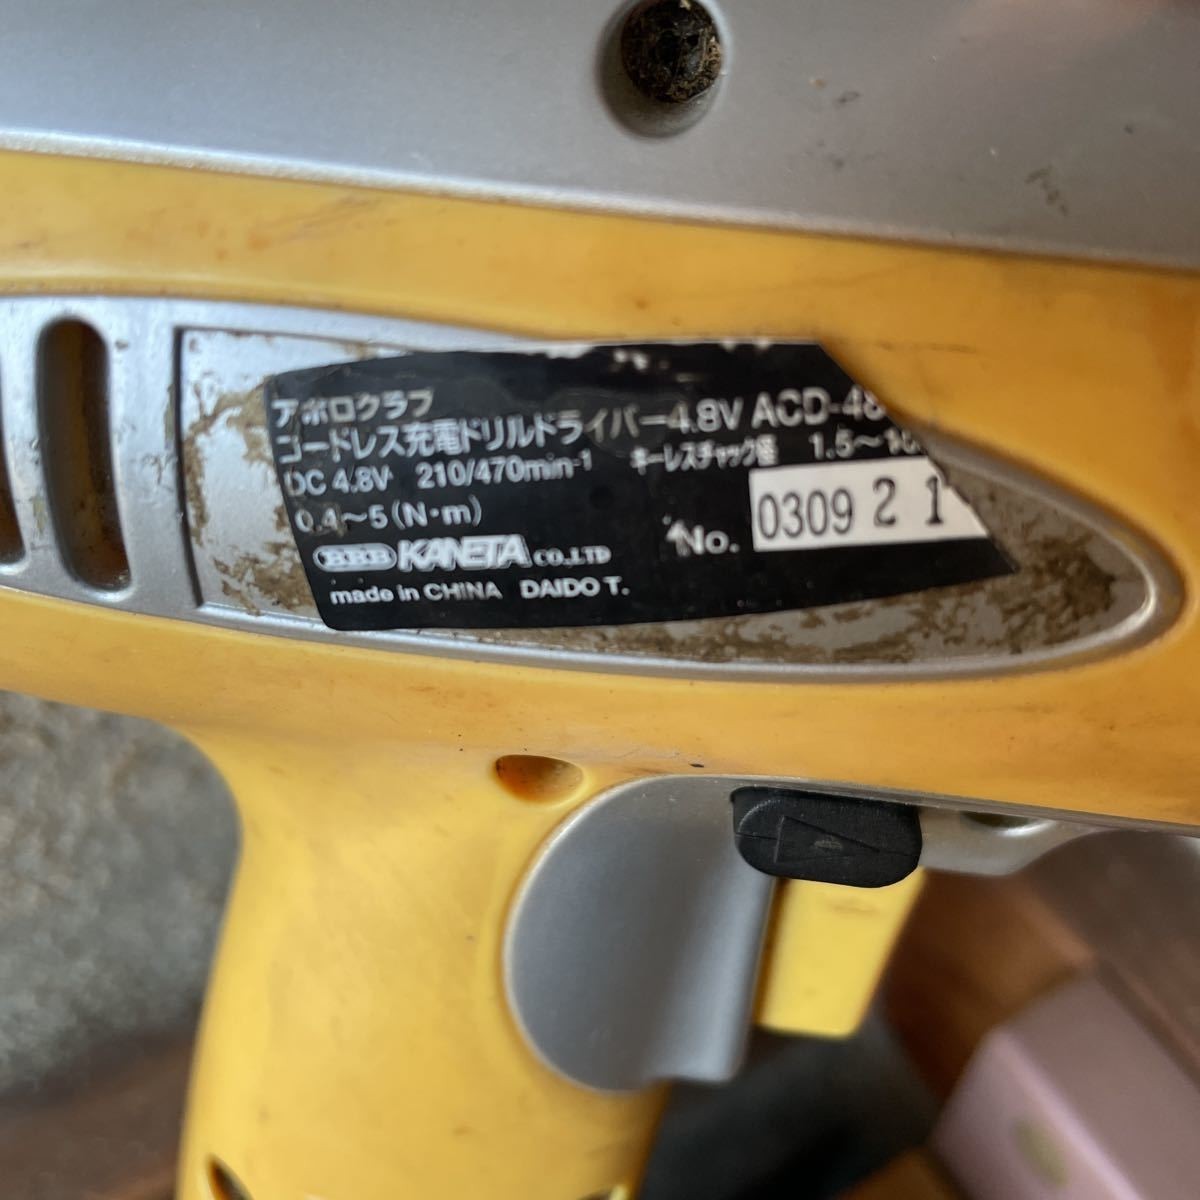 アポロクラブ
コードレス充電ドリルドライバー4.8V ACD-48
DC 4.8V 210/470min-1 キーレスチャック径 1.5～10
0.4～5(N・m)
No. 0309 2 1
BBB KANETA CO.,LTD
made in CHINA DAIDO T.